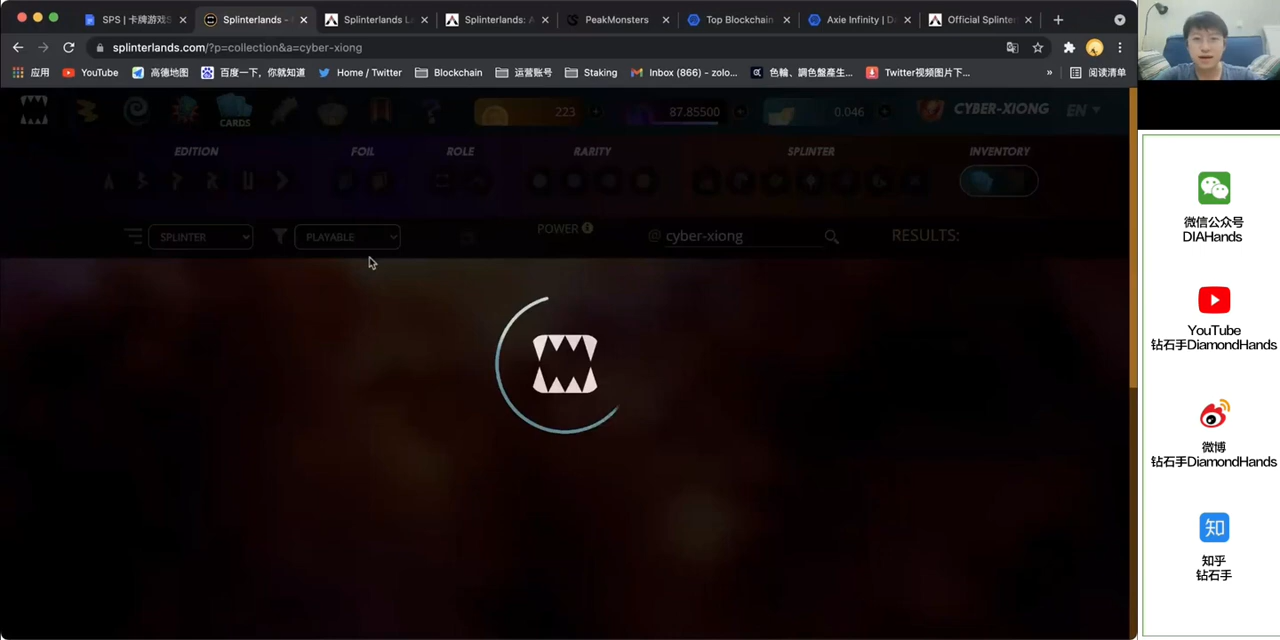 SPS | 卡牌游戏S
Splinterlands -
Splinterlands La
Splinterlands: A
PeakMonsters
Top Blockchain
Axie Infinity | D
Official Splinter
splinterlands.com/?p=collection&a=cyber-xiong
应用
YouTube
高德地图
百度一下，你就知道
Home / Twitter
Blockchain
运营账号
Staking
Inbox (866) - zolo...
色輪、調色盤產生...
Twitter视频图片下...
»
阅读清单
CARDS
223
87.85500
0.046
CYBER-XIONG
EN
EDITION
FOIL
ROLE
RARITY
SPLINTER
INVENTORY
SPLINTER
PLAYABLE
POWER
@ cyber-xiong
RESULTS:
微信公众号
DIAHands
YouTube
钻石手DiamondHands
微博
钻石手DiamondHands
知
知乎
钻石手